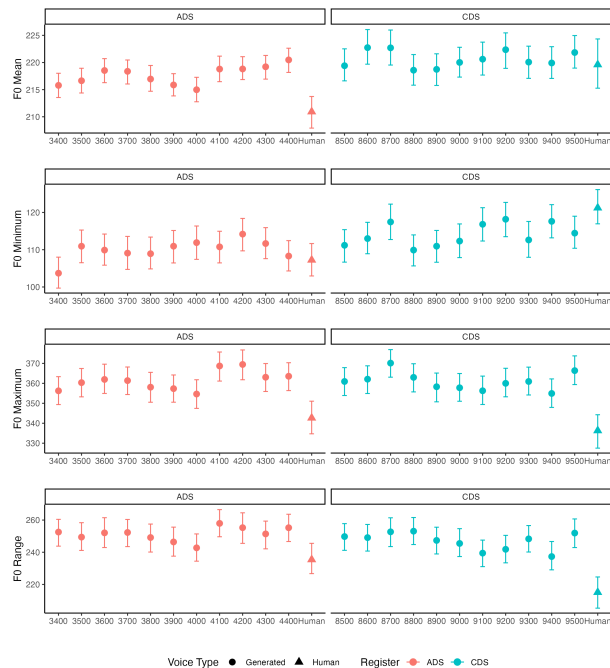 ADS CDS
F0 Mean
225
220
215
210
3400 3500 3600 3700 3800 3900 4000 4100 4200 4300 4400 Human 8500 8600 8700 8800 8900 9000 9100 9200 9300 9400 9500 Human
ADS CDS
F0 Minimum
120
110
100
3400 3500 3600 3700 3800 3900 4000 4100 4200 4300 4400 Human 8500 8600 8700 8800 8900 9000 9100 9200 9300 9400 9500 Human
ADS CDS
F0 Maximum
370
360
350
340
330
3400 3500 3600 3700 3800 3900 4000 4100 4200 4300 4400 Human 8500 8600 8700 8800 8900 9000 9100 9200 9300 9400 9500 Human
ADS CDS
F0 Range
260
240
220
3400 3500 3600 3700 3800 3900 4000 4100 4200 4300 4400 Human 8500 8600 8700 8800 8900 9000 9100 9200 9300 9400 9500 Human
Voice Type Generated Human Register ADS CDS